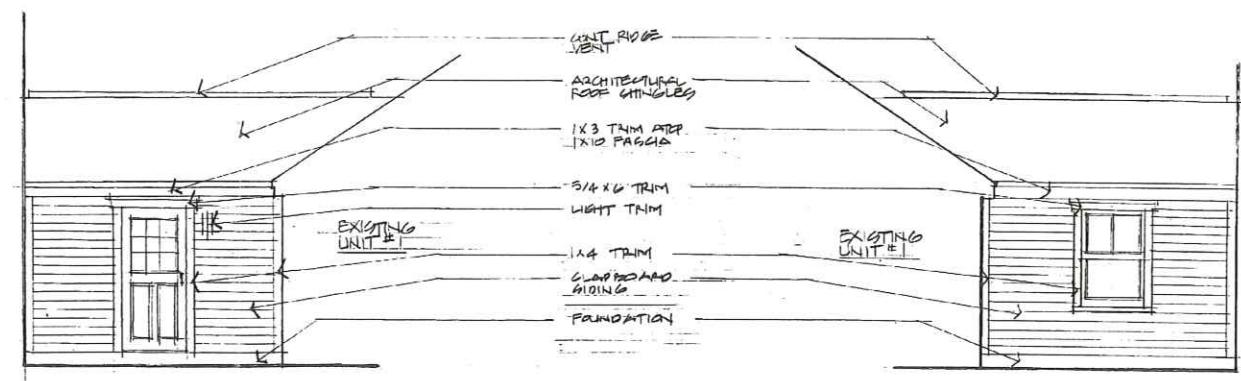 CONT RIDGE
VENT
ARCHITECTURAL
ROOF SHINGLES
1X3 TRIM ATOP
1X10 FASCIA
5/4 X 6 TRIM
LIGHT TRIM
EXISTING
UNIT #1
EXISTING
UNIT #1
1X4 TRIM
CLAPBOARD
SIDING
FOUNDATION